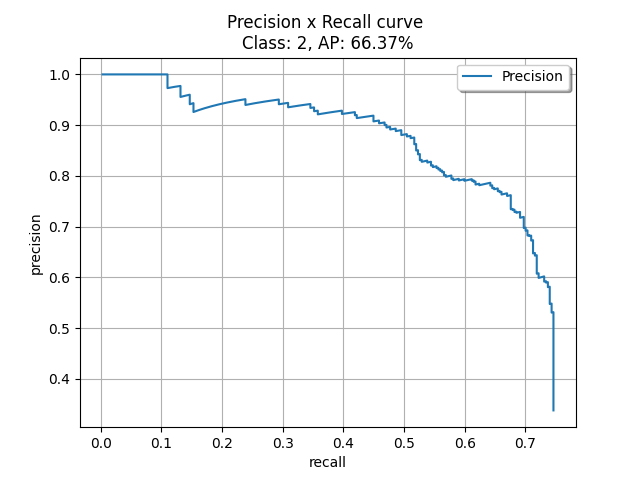 Precision x Recall curve
Class: 2, AP: 66.37%
Precision
1.0
0.9
0.8
0.7
0.6
0.5
0.4
precision
0.0 0.1 0.2 0.3 0.4 0.5 0.6 0.7
recall